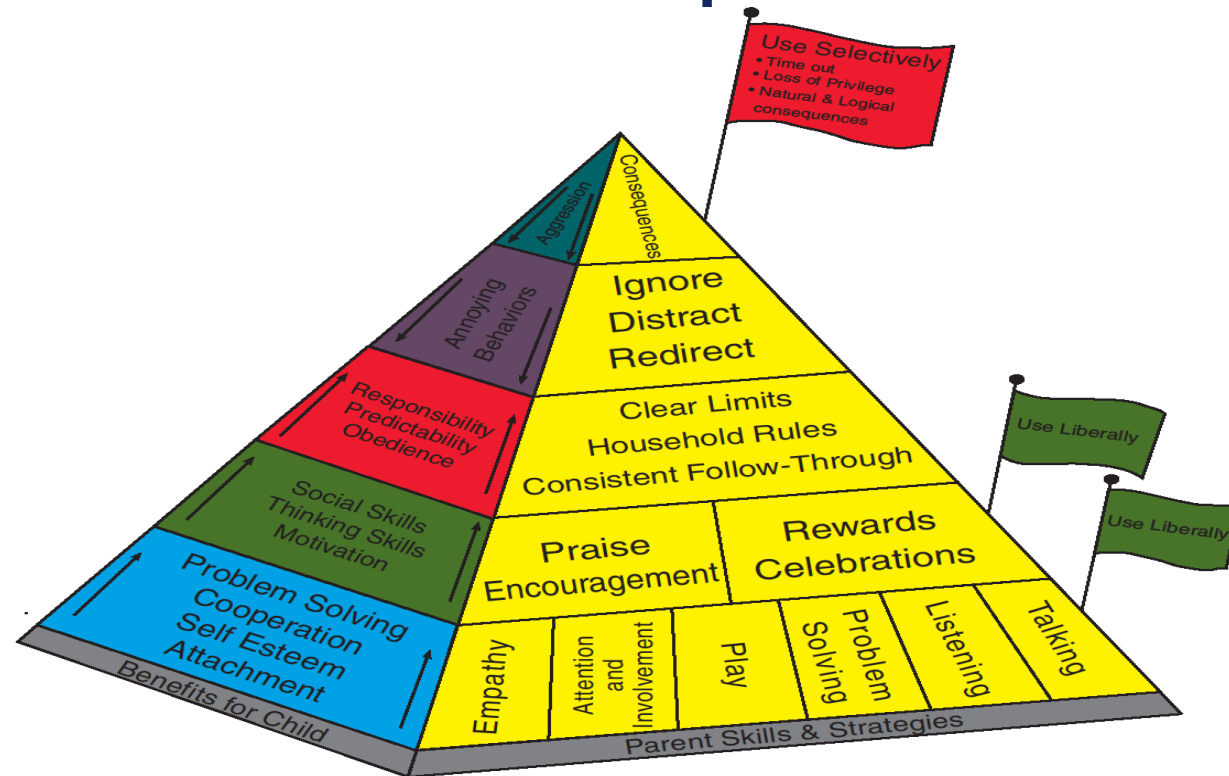 Use Selectively
• Time out
• Loss of Privilege
• Natural & Logical
consequences
Aggression
Consequences
Annoying
Behaviors
Ignore
Distract
Redirect
Responsibility
Predictability
Obedience
Clear Limits
Household Rules
Consistent Follow-Through
Use Liberally
Social Skills
Thinking Skills
Motivation
Praise
Encouragement
Rewards
Celebrations
Use Liberally
Problem Solving
Cooperation
Self Esteem
Attachment
Empathy
Attention
and
Involvement
Play
Problem
Solving
Listening
Talking
Benefits for Child
Parent Skills & Strategies